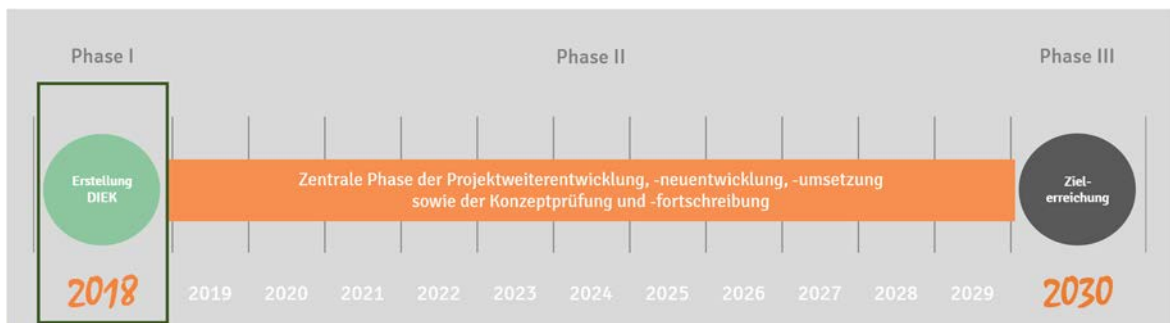 Phase I
Phase II
Phase III
Erstellung
DIEK
Zentrale Phase der Projektweiterentwicklung, -neuentwicklung, -umsetzung
sowie der Konzeptprüfung und -fortschreibung
Ziel-
erreichung
2018
2019
2020
2021
2022
2023
2024
2025
2026
2027
2028
2029
2030